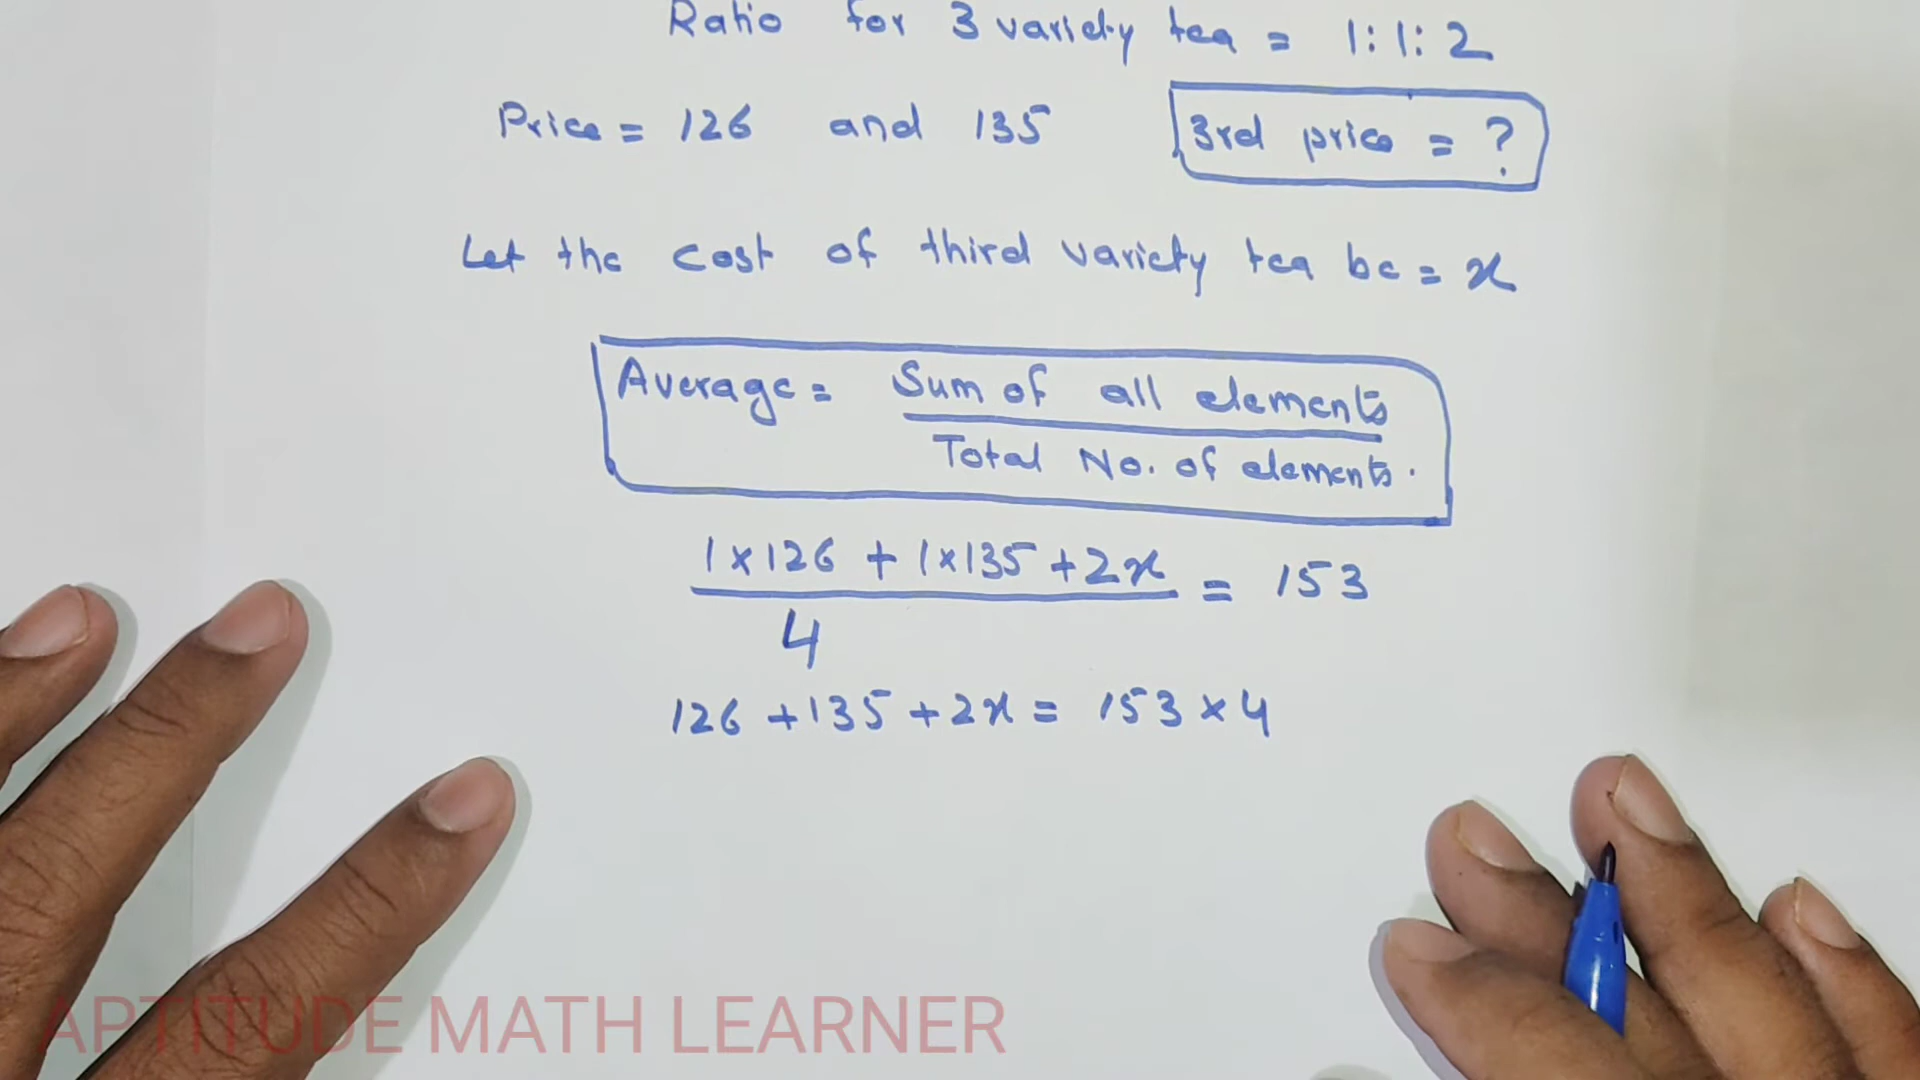 Ratio for 3 variety tea = 1:1:2
Price = 126 and 135 3rd price = ?
Let the cost of third variety tea be = x
Average = Sum of all elements
Total No. of elements.
1 x 126 + 1 x 135 + 2x = 153
4
126 + 135 + 2x = 153 x 4
APTITUDE MATH LEARNER